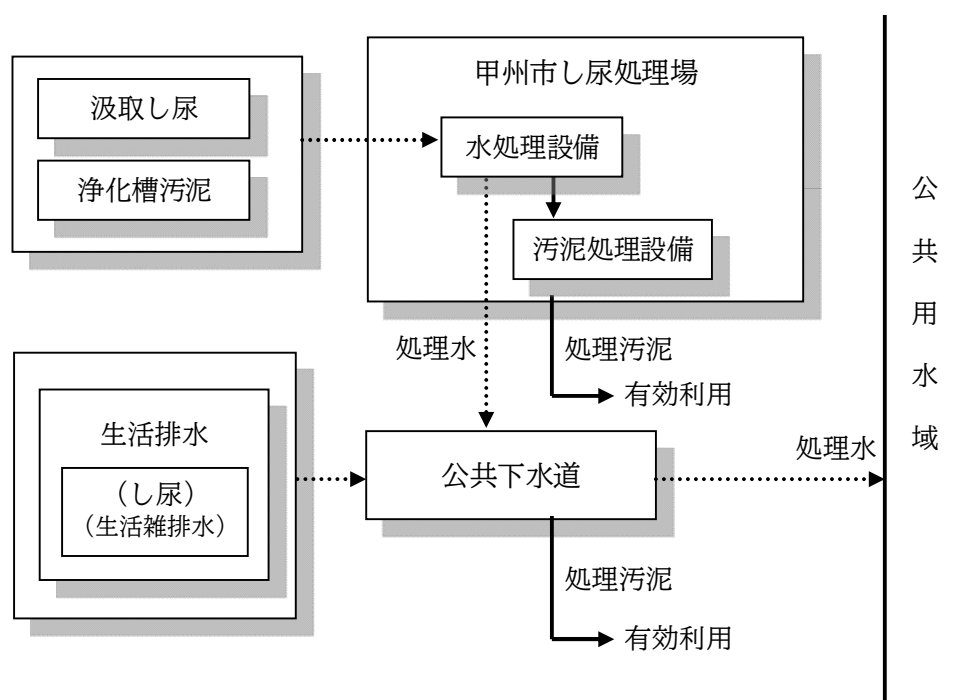 甲州市し尿処理場
汲取し尿
水処理設備
浄化槽汚泥
汚泥処理設備
処理水
処理汚泥
有効利用
生活排水
（し尿）
（生活雑排水）
公共下水道
処理水
処理汚泥
有効利用
公共用水域